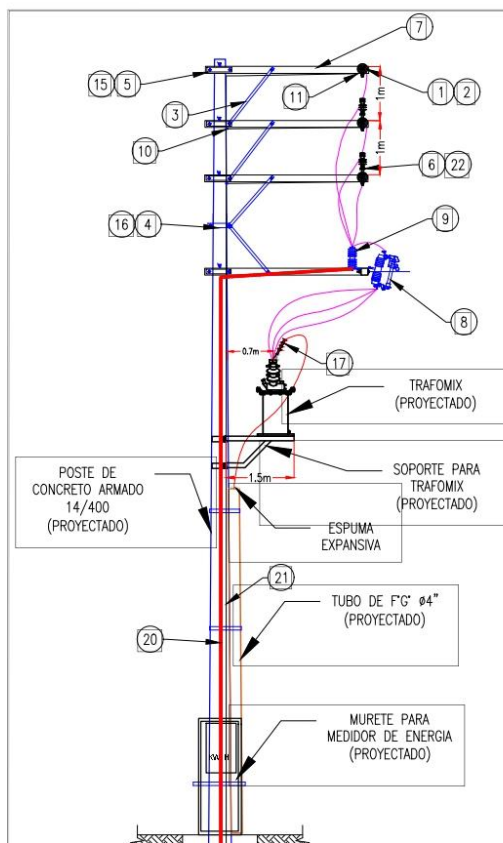 7
15 5
11
1 2
3
1m
10
1m
6 22
16 4
9
8
0.7m
17
TRAFOMIX
(PROYECTADO)
1.5m
SOPORTE PARA
TRAFOMIX
(PROYECTADO)
POSTE DE
CONCRETO ARMADO
14/400
(PROYECTADO)
ESPUMA
EXPANSIVA
21
TUBO DE F°G° ø4"
(PROYECTADO)
20
MURETE PARA
MEDIDOR DE ENERGIA
(PROYECTADO)